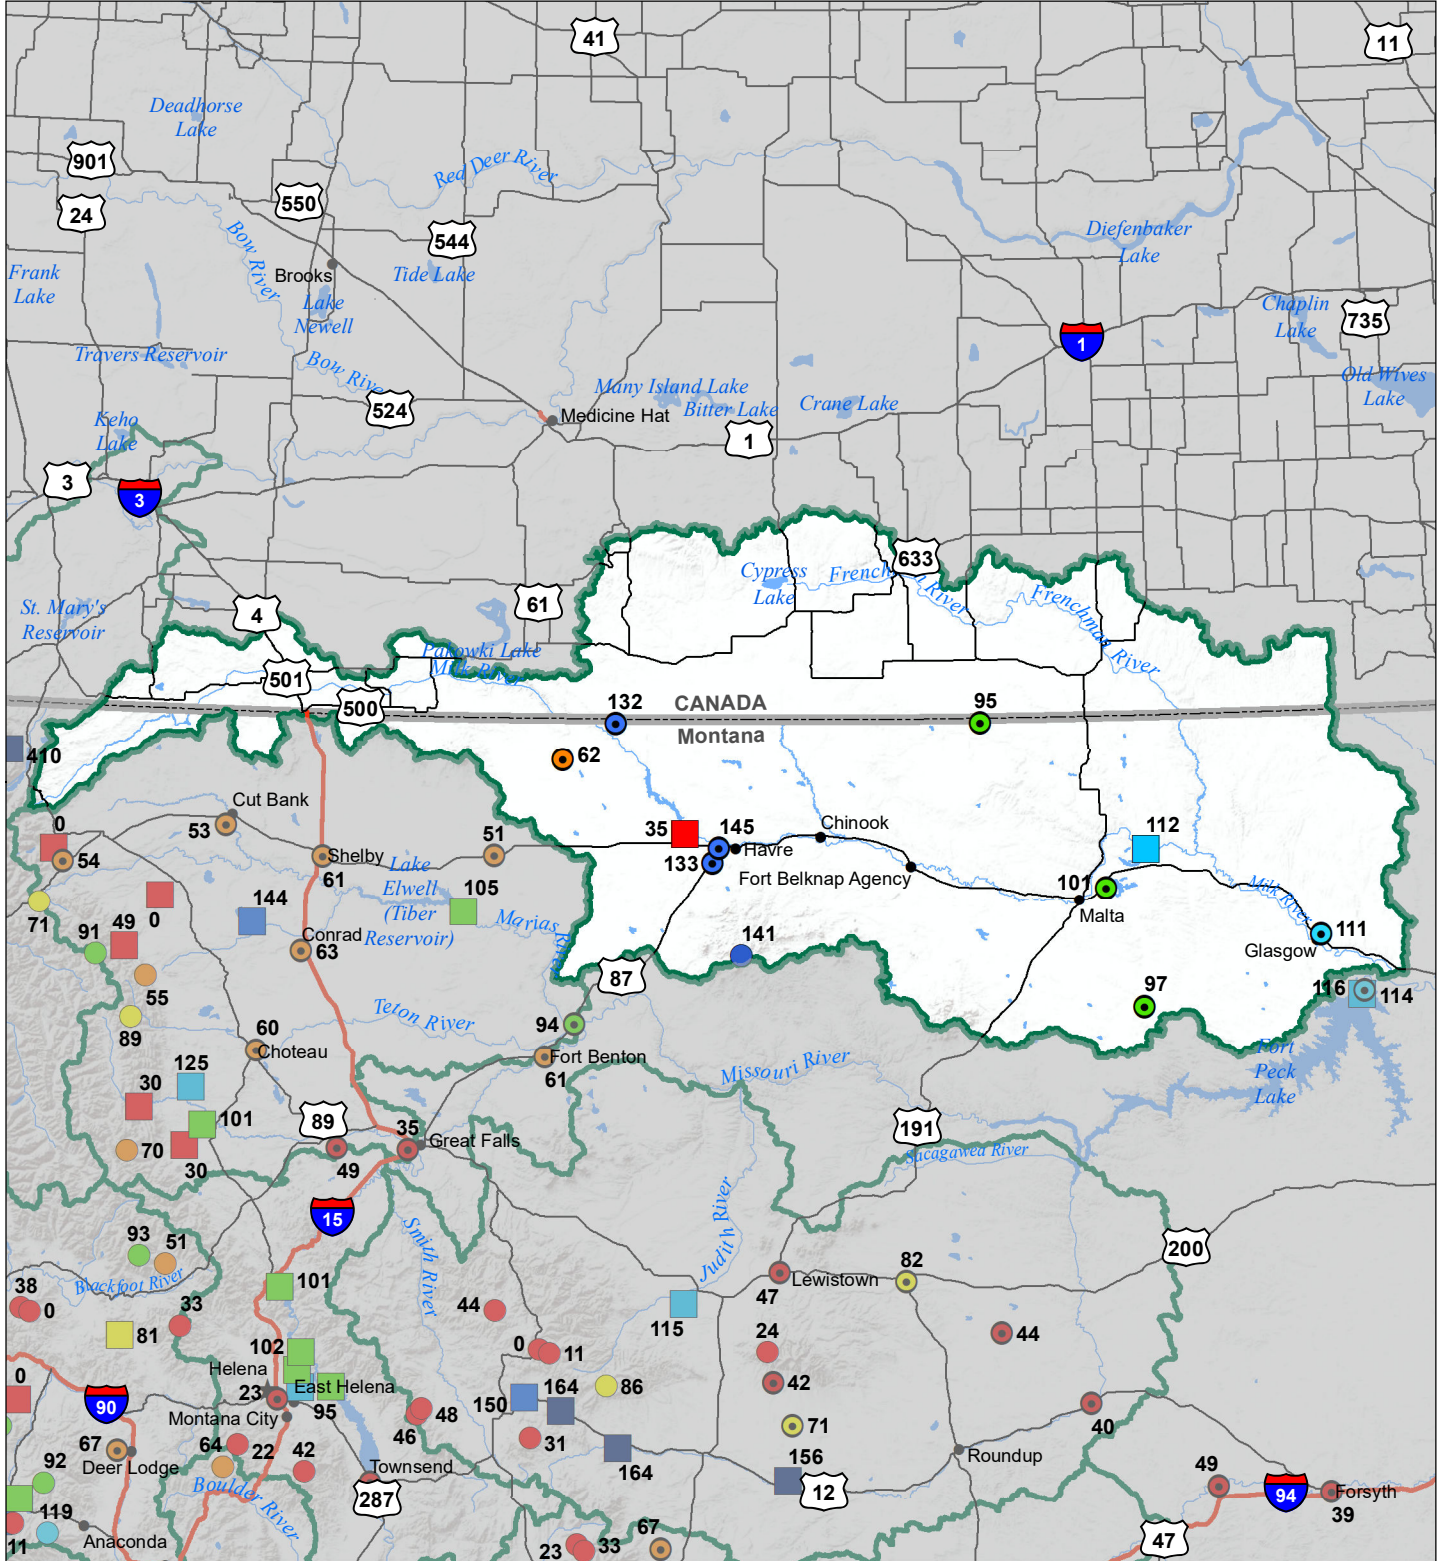 41
11
Deadhorse
Lake
901
Red Deer River
24
550
544
Bow River
Diefenbaker
Lake
Brooks
Tide Lake
Frank
Lake
Lake
Newell
Chaplin
Lake
735
1
Travers Reservoir
Bow River
Many Island Lake
Old Wives
Lake
524
Bitter Lake
Crane Lake
Keho
Lake
Medicine Hat
1
3
3
633
Cypress
Lake
Frenchman River
Frenchman River
St. Mary's
Reservoir
4
61
Pakowki Lake
Milk River
501
500
132
CANADA
95
Montana
410
62
Cut Bank
0
53
51
35
145
Chinook
112
54
Shelby
61
Lake
Elwell
(Tiber
Reservoir)
133
Havre
Fort Belknap Agency
101
105
Malta
Milk River
71
0
144
Marias River
49
91
Conrad
63
141
111
Glasgow
55
87
97
116
114
89
Teton River
94
60
Choteau
Fort Benton
61
Missouri River
Fort
Peck
Lake
125
30
101
89
35
Great Falls
191
70
30
49
Sacagawea River
15
Smith River
Judith River
93
51
200
Blackfoot River
82
Lewistown
47
38
0
33
101
44
115
81
0
11
24
44
102
Helena
0
23
East Helena
42
86
90
95
150
164
Montana City
48
46
40
71
67
64
22
42
31
Deer Lodge
164
Roundup
92
Townsend
156
49
Boulder River
287
12
94
Forsyth
39
119
Anaconda
11
67
23
33
47